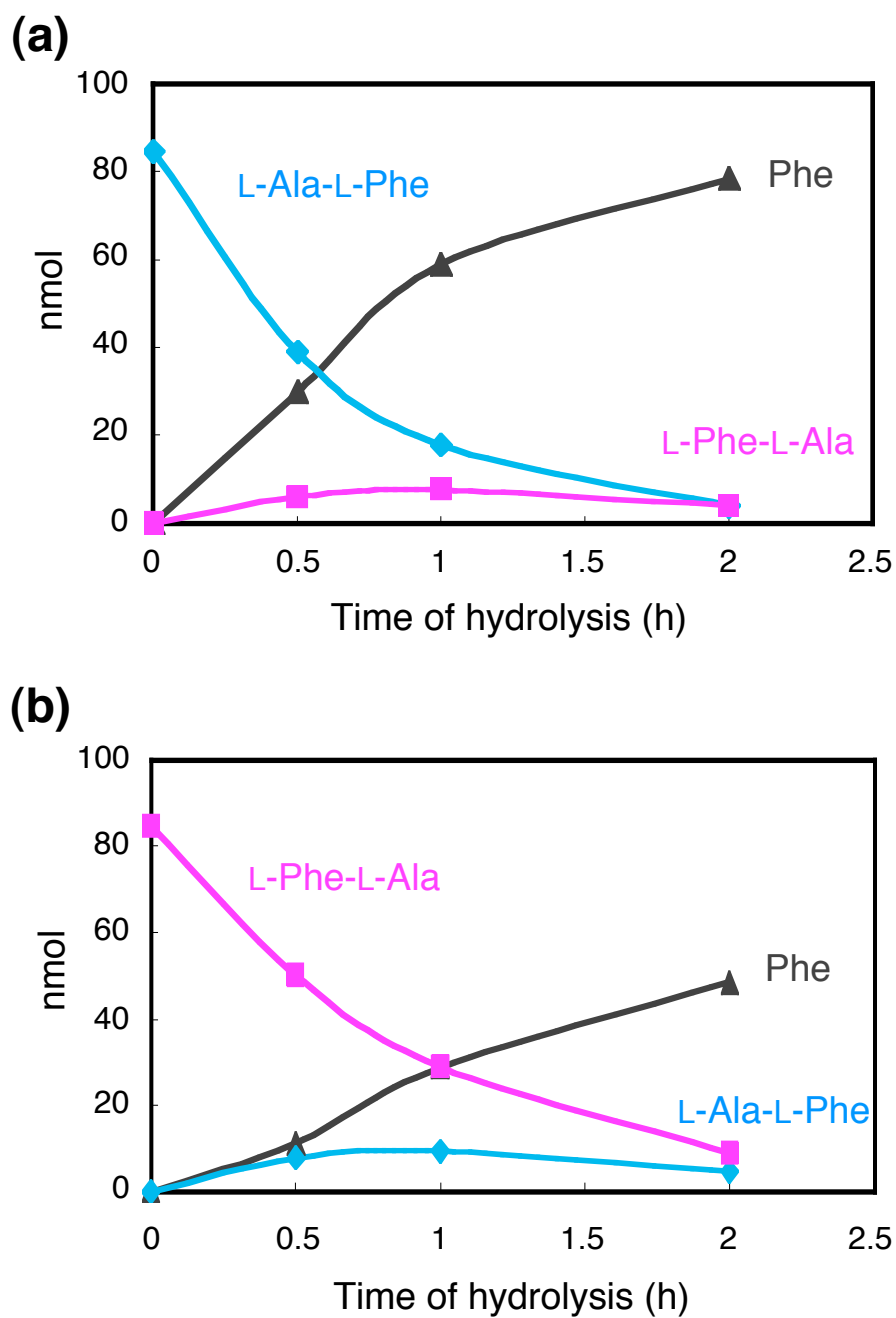 (a)
100
80
60
40
20
0
nmol
L-Ala-L-Phe
Phe
L-Phe-L-Ala
0 0.5 1 1.5 2 2.5
Time of hydrolysis (h)
(b)
100
80
60
40
20
0
nmol
L-Phe-L-Ala
Phe
L-Ala-L-Phe
0 0.5 1 1.5 2 2.5
Time of hydrolysis (h)